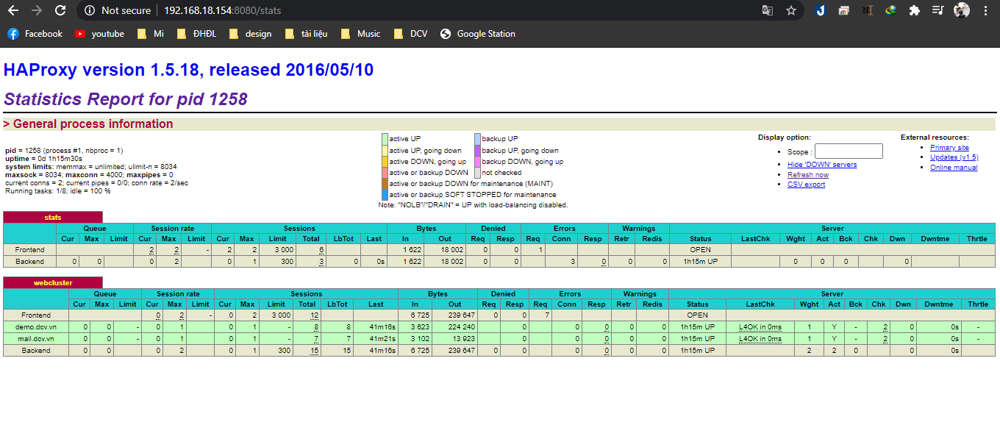 Not secure | 192.168.18.154:8080/stats
Facebook youtube Mi ĐHĐL design tài liệu Music DCV Google Station
HAProxy version 1.5.18, released 2016/05/10
Statistics Report for pid 1258
> General process information
pid = 1258 (process #1, nbproc = 1)
uptime = 0d 1h15m30s
system limits: memmax = unlimited; ulimit-n = 8034
maxsock = 8034; maxconn = 4000; maxpipes = 0
current conns = 2; current pipes = 0/0; conn rate = 2/sec
Running tasks: 1/8; idle = 100 %
active UP backup UP
active UP, going down backup UP, going down
active DOWN, going up backup DOWN, going up
active or backup DOWN not checked
active or backup DOWN for maintenance (MAINT)
active or backup SOFT STOPPED for maintenance
Note: "NOLB"/"DRAIN" = UP with load-balancing disabled.
Display option:
Scope :
Hide 'DOWN' servers
Refresh now
CSV export
External resources:
Primary site
Updates (v1.5)
Online manual
stats
Queue Session rate Sessions Bytes Denied Errors Warnings Server
Cur Max Limit Cur Max Limit Cur Max Limit Total LbTot Last In Out Req Resp Req Conn Resp Retr Redis Status LastChk Wght Act Bck Chk Dwn Dwntme Thrtle
Frontend 2 2 - 2 2 3 000 6 1 622 18 002 0 0 1 OPEN
Backend 0 0 0 2 0 1 300 3 0 0s 1 622 18 002 0 0 3 0 0 0 1h15m UP 0 0 0 0
webcluster
Queue Session rate Sessions Bytes Denied Errors Warnings Server
Cur Max Limit Cur Max Limit Cur Max Limit Total LbTot Last In Out Req Resp Req Conn Resp Retr Redis Status LastChk Wght Act Bck Chk Dwn Dwntme Thrtle
Frontend 0 2 - 0 2 3 000 12 6 725 239 647 0 0 7 OPEN
demo.dcv.vn 0 0 - 0 1 0 1 - 8 8 41m16s 3 623 224 240 0 0 0 0 0 1h15m UP L4OK in 0ms 1 Y - 2 0 0s -
mail.dcv.vn 0 0 - 0 1 0 1 - 7 7 41m21s 3 102 13 923 0 0 0 0 0 1h15m UP L4OK in 0ms 1 Y - 2 0 0s -
Backend 0 0 0 2 0 1 300 15 15 41m16s 6 725 239 647 0 0 0 0 0 0 1h15m UP 2 2 0 0 0s